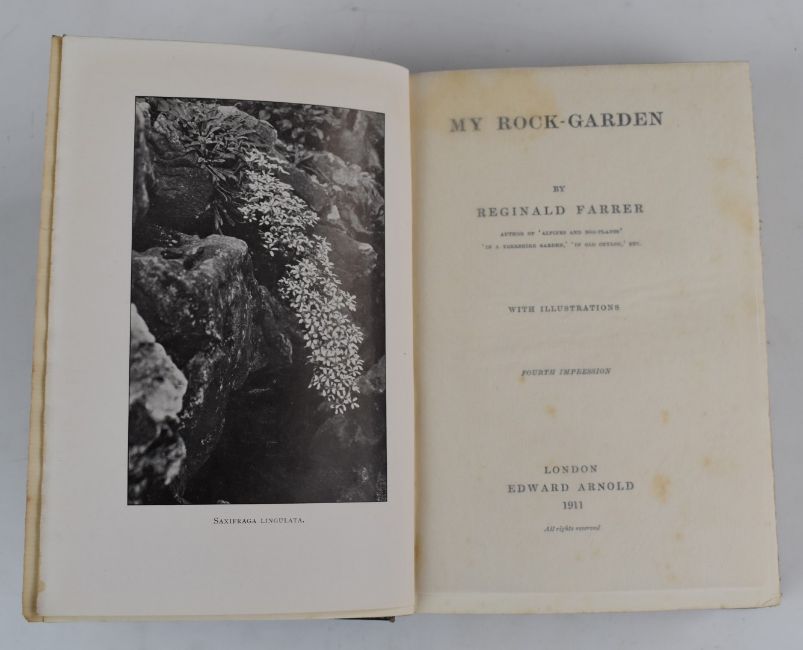 SAXIFRAGA LINGULATA.
MY ROCK-GARDEN
BY
REGINALD FARRER
AUTHOR OF 'ALPINES AND BOG-PLANTS'
'IN A YORKSHIRE GARDEN,' 'IN OLD CEYLON,' ETC.
WITH ILLUSTRATIONS
FOURTH IMPRESSION
LONDON
EDWARD ARNOLD
1911
All rights reserved